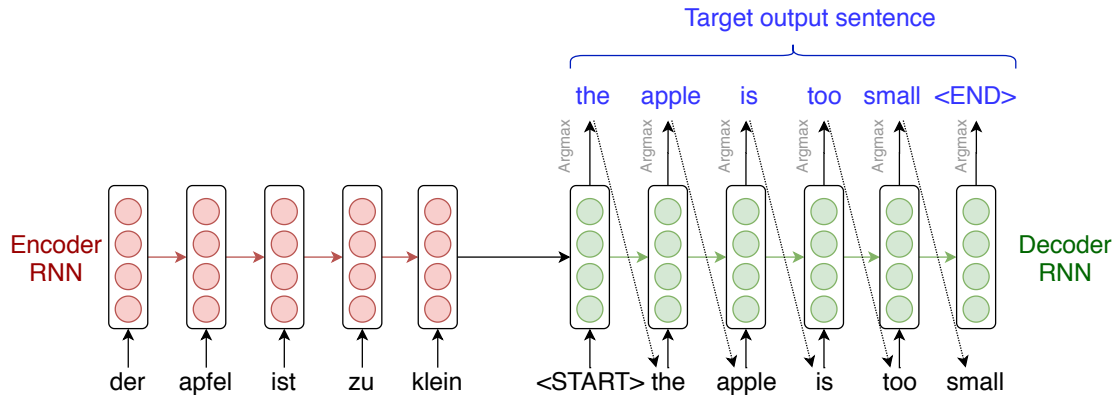 Target output sentence
the apple is too small <END>
Argmax Argmax Argmax Argmax Argmax Argmax
Encoder
RNN
Decoder
RNN
der apfel ist zu klein <START> the apple is too small